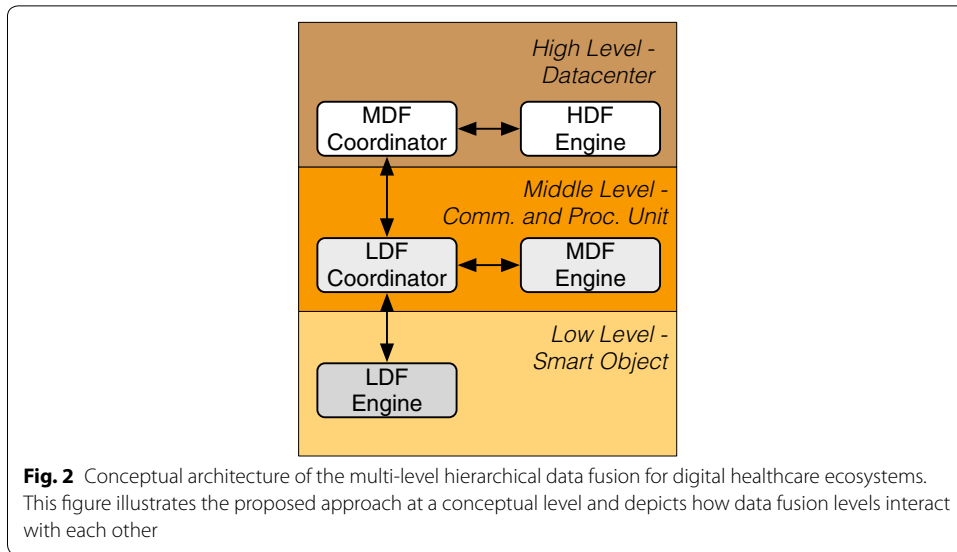 High Level -
Datacenter
MDF
Coordinator
HDF
Engine
Middle Level -
Comm. and Proc. Unit
LDF
Coordinator
MDF
Engine
Low Level -
Smart Object
LDF
Engine
Fig. 2 Conceptual architecture of the multi-level hierarchical data fusion for digital healthcare ecosystems.
This figure illustrates the proposed approach at a conceptual level and depicts how data fusion levels interact
with each other